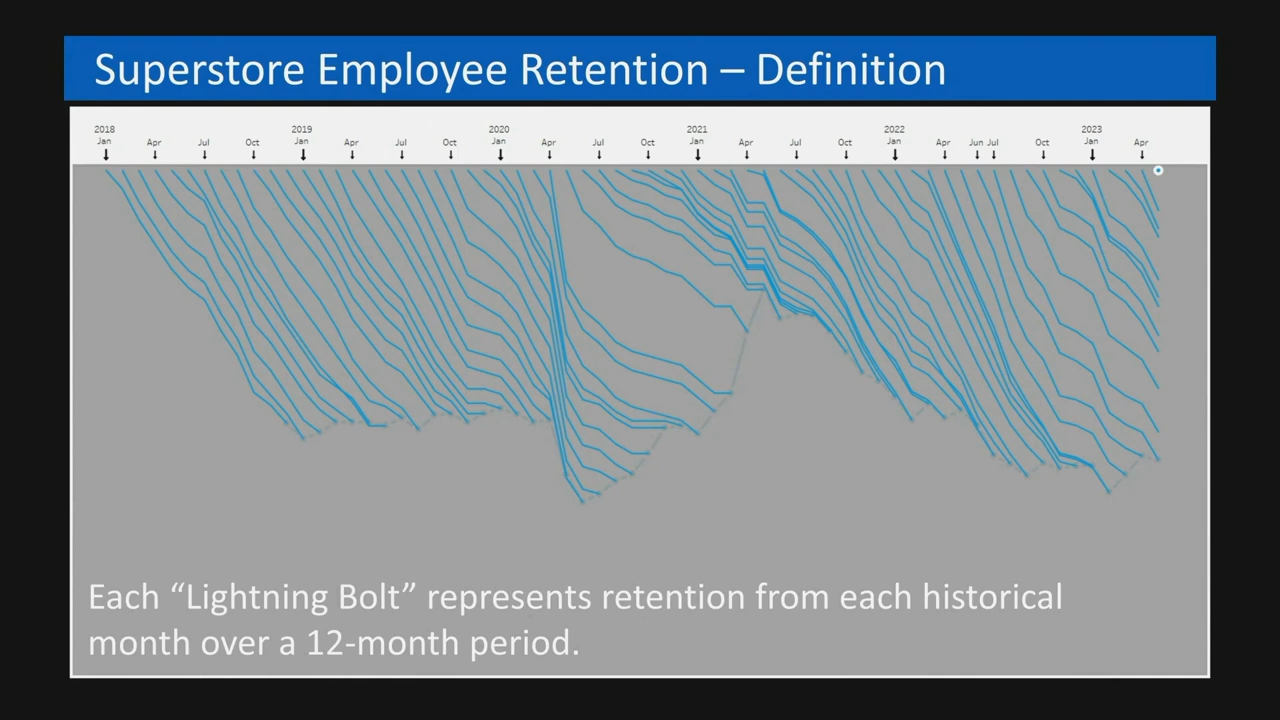 Superstore Employee Retention – Definition
2018 2019 2020 2021 2022 2023
Jan Apr Jul Oct Jan Apr Jul Oct Jan Apr Jul Oct Jan Apr Jul Oct Jan Apr Jun Jul Oct Jan Apr
Each “Lightning Bolt” represents retention from each historical
month over a 12-month period.